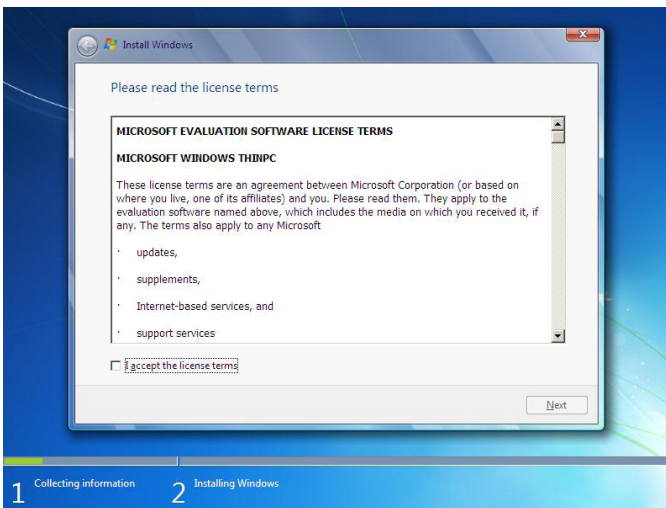 Install Windows
Please read the license terms
MICROSOFT EVALUATION SOFTWARE LICENSE TERMS
MICROSOFT WINDOWS THINPC
These license terms are an agreement between Microsoft Corporation (or based on
where you live, one of its affiliates) and you. Please read them. They apply to the
evaluation software named above, which includes the media on which you received it, if
any. The terms also apply to any Microsoft
· updates,
· supplements,
· Internet-based services, and
· support services
I accept the license terms
Next
1 Collecting information
2 Installing Windows